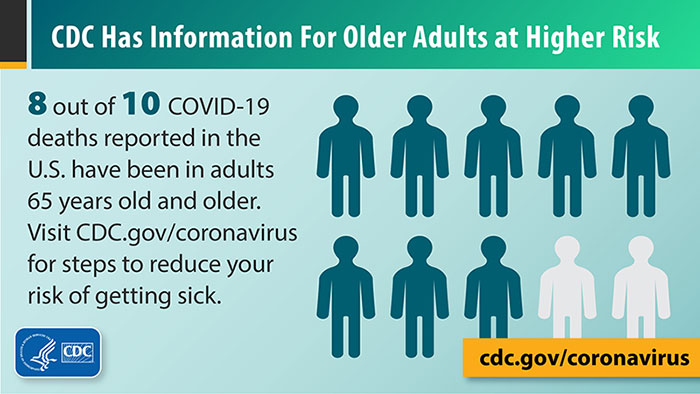 CDC Has Information For Older Adults at Higher Risk
8 out of 10 COVID-19
deaths reported in the
U.S. have been in adults
65 years old and older.
Visit CDC.gov/coronavirus
for steps to reduce your
risk of getting sick.
CDC
cdc.gov/coronavirus